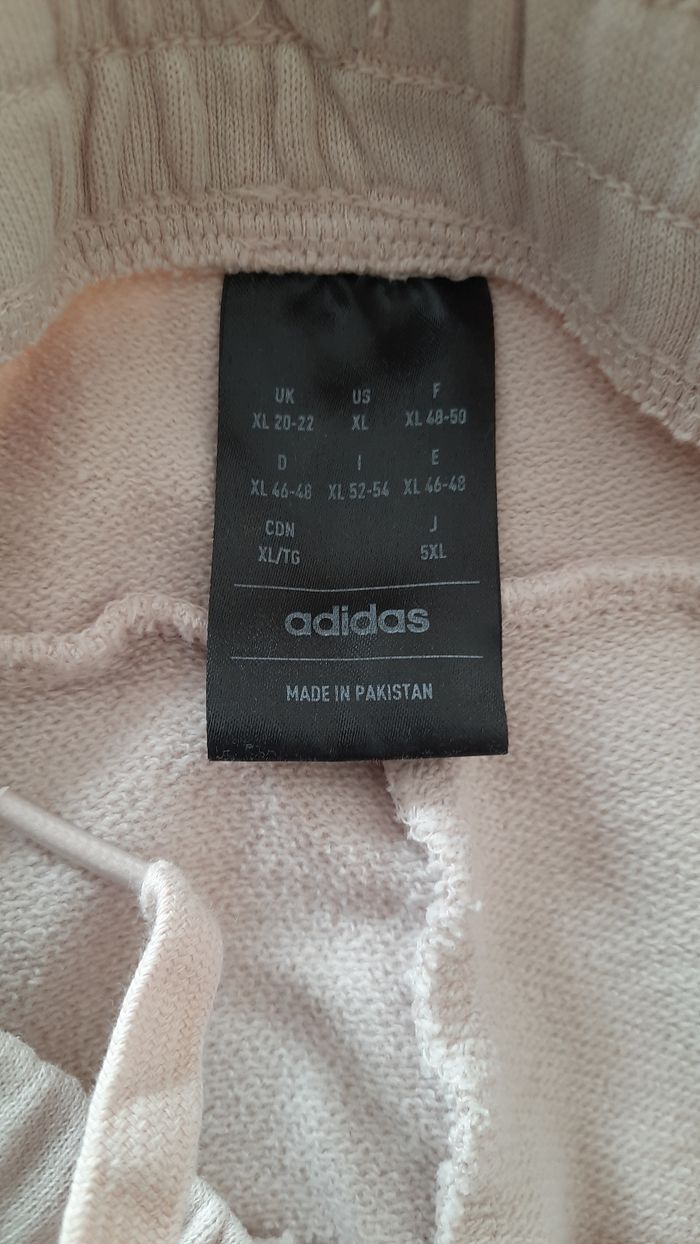 UK US F
XL 20-22 XL XL 48-50
D I E
XL 46-48 XL 52-54 XL 46-48
CDN J
XL/TG 5XL
adidas
MADE IN PAKISTAN